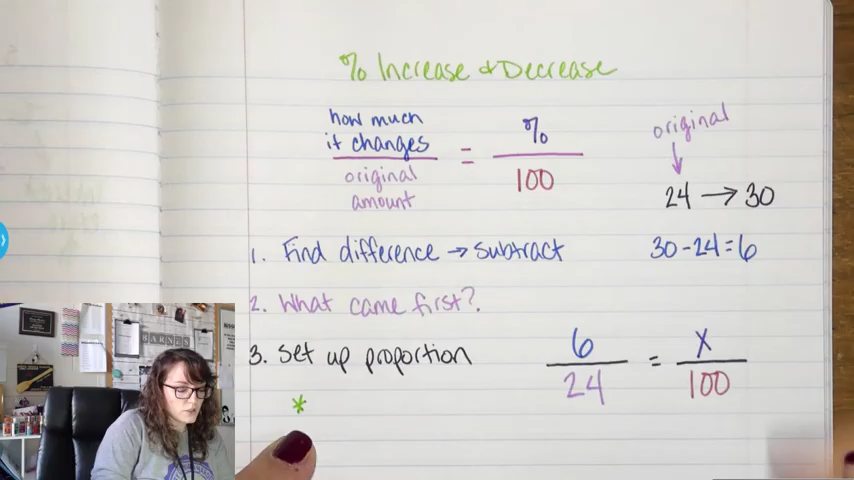 % Increase & Decrease
how much
it changes
original
amount
=
%
100
original
24 → 30
1. Find difference → subtract
30-24=6
2. What came first?
3. Set up proportion
6
24
=
X
100
*